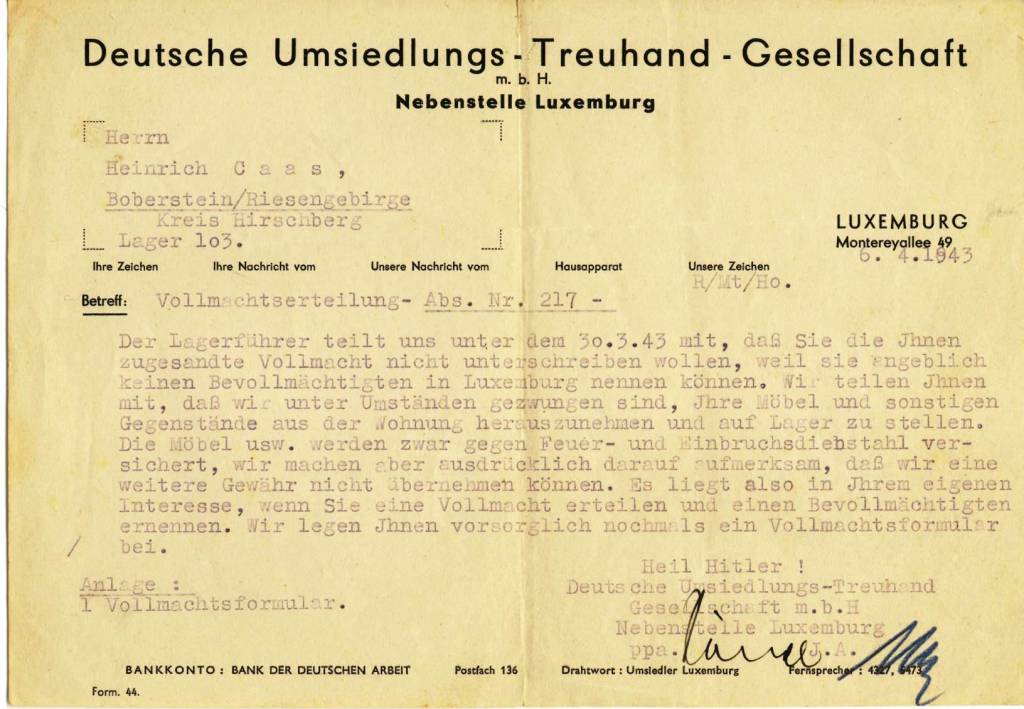 Deutsche Umsiedlungs-Treuhand-Gesellschaft
m. b. H.
Nebenstelle Luxemburg
Herrn
Heinrich C a a s ,
Boberstein/Riesengebirge
Kreis Hirschberg
Lager 1o3.
LUXEMBURG
Montereyallee 49
6. 4.1943
Ihre Zeichen Ihre Nachricht vom Unsere Nachricht vom Hausapparat Unsere Zeichen
R/Mt/Ho.
Betreff: Vollmachtserteilung- Abs. Nr. 217 -
Der Lagerführer teilt uns unter dem 3o.3.43 mit, daß Sie die Jhnen
zugesandte Vollmacht nicht unterschreiben wollen, weil sie angeblich
keinen Bevollmächtigten in Luxemburg nennen können. Wir teilen Jhnen
mit, daß wir unter Umständen gezwungen sind, Jhre Möbel und sonstigen
Gegenstände aus der Wohnung herauszunehmen und auf Lager zu stellen.
Die Möbel usw. werden zwar gegen Feuer- und Einbruchsdiebstahl ver-
sichert, wir machen aber ausdrücklich darauf aufmerksam, daß wir eine
weitere Gewähr nicht übernehmen können. Es liegt also in Jhrem eigenen
Interesse, wenn Sie eine Vollmacht erteilen und einen Bevollmächtigten
ernennen. Wir legen Jhnen vorsorglich nochmals ein Vollmachtsformular
/ bei.
Heil Hitler !
Anlage :
1 Vollmachtsformular.
Deutsche Umsiedlungs-Treuhand
Gesellschaft m.b.H
Nebenstelle Luxemburg
ppa. J.A.
BANKKONTO : BANK DER DEUTSCHEN ARBEIT Postfach 136 Drahtwort : Umsiedler Luxemburg Fernsprecher : 4327, 5473
Form. 44.